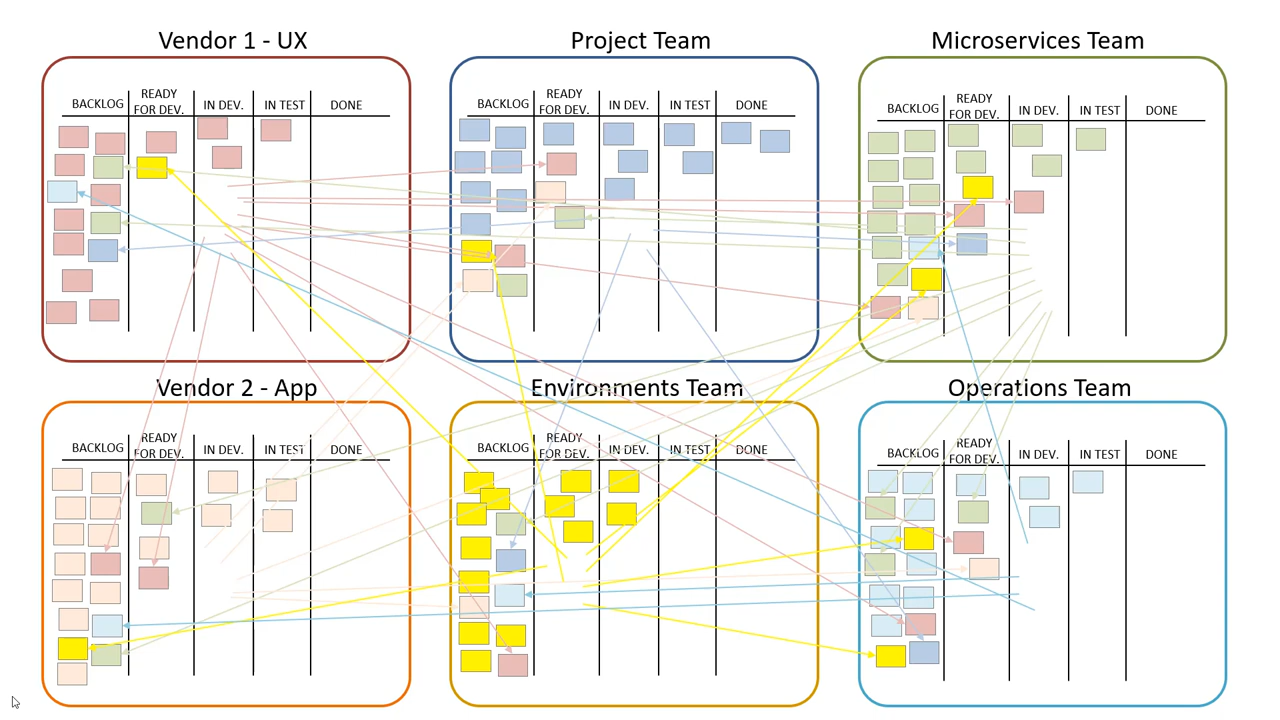 Vendor 1 - UX
Project Team
Microservices Team
BACKLOG
READY
FOR DEV.
IN DEV.
IN TEST
DONE
BACKLOG
READY
FOR DEV.
IN DEV.
IN TEST
DONE
BACKLOG
READY
FOR DEV.
IN DEV.
IN TEST
DONE
Vendor 2 - App
Environments Team
Operations Team
BACKLOG
READY
FOR DEV.
IN DEV.
IN TEST
DONE
BACKLOG
READY
FOR DEV.
IN DEV.
IN TEST
DONE
BACKLOG
READY
FOR DEV.
IN DEV.
IN TEST
DONE